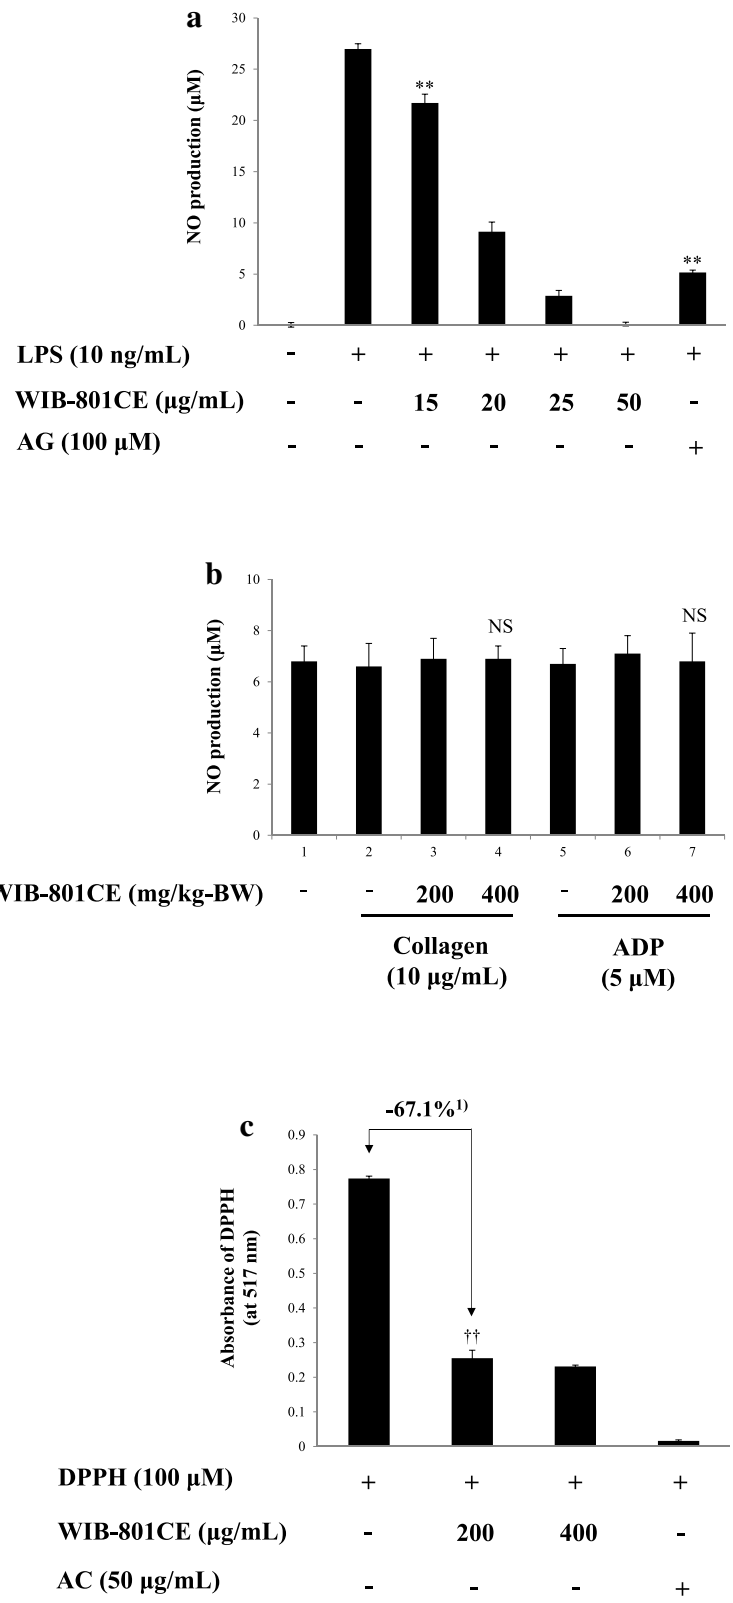 a
NO production (µM)
30
25
20
15
10
5
0
** **
LPS (10 ng/mL) - + + + + + +
WIB-801CE (µg/mL) - - 15 20 25 50 -
AG (100 µM) - - - - - - +
b
NO production (µM)
10
8
6
4
2
0
NS NS
1 2 3 4 5 6 7
WIB-801CE (mg/kg-BW) - - 200 400 - 200 400
Collagen ADP
(10 µg/mL) (5 µM)
c
-67.1%¹⁾
Absorbance of DPPH
(at 517 nm)
0.9
0.8
0.7
0.6
0.5
0.4
0.3
0.2
0.1
0
††
DPPH (100 µM) + + + +
WIB-801CE (µg/mL) - 200 400 -
AC (50 µg/mL) - - - +